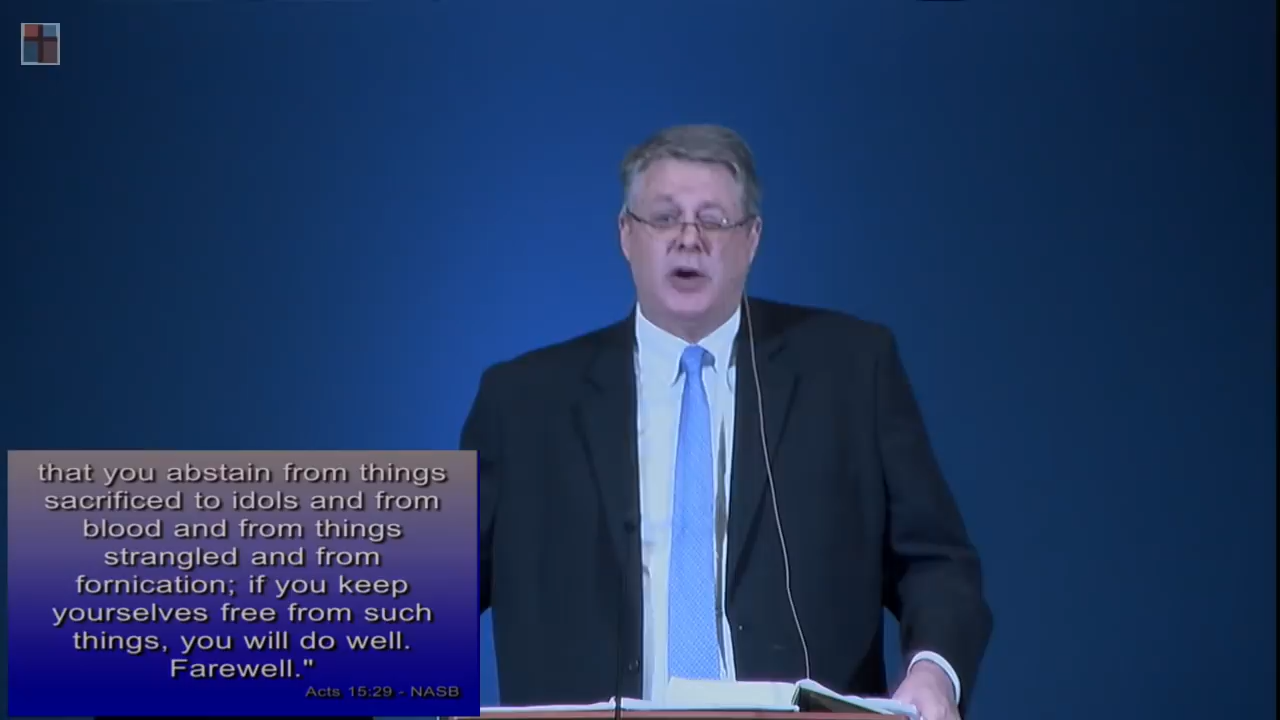 that you abstain from things
sacrificed to idols and from
blood and from things
strangled and from
fornication; if you keep
yourselves free from such
things, you will do well.
Farewell."
Acts 15:29 - NASB